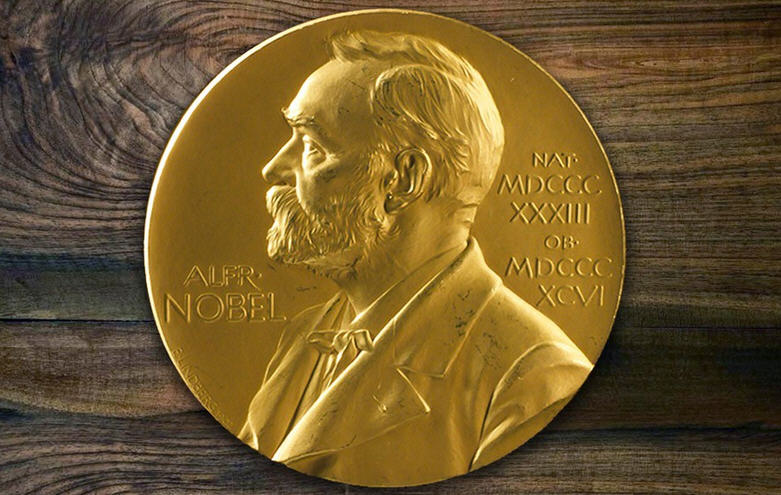 ALFR·
NOBEL
NAT·
MDCCC
XXXIII
OB·
MDCCC
XCVI